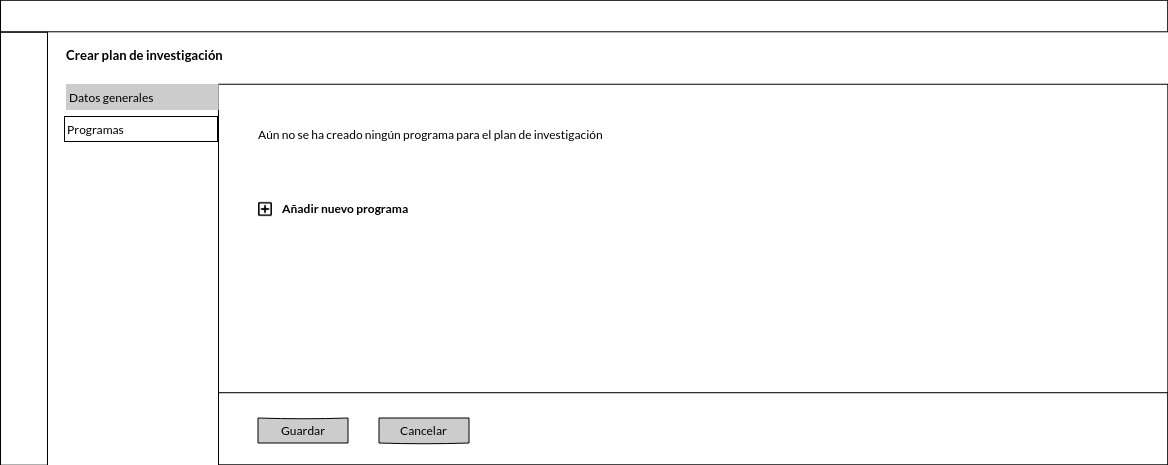 Crear plan de investigación
Datos generales
Programas
Aún no se ha creado ningún programa para el plan de investigación
Añadir nuevo programa
Guardar
Cancelar